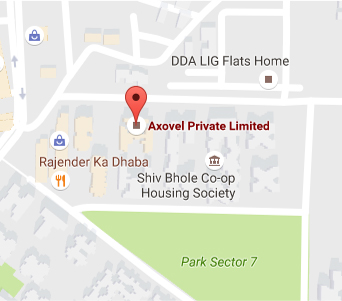 DDA LIG Flats Home
Axovel Private Limited
Rajender Ka Dhaba
Shiv Bhole Co-op
Housing Society
Park Sector 7